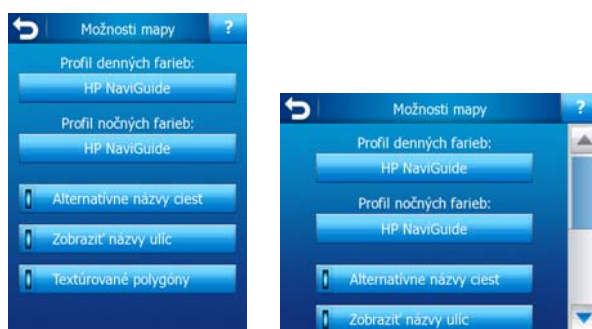 Možnosti mapy ?
Profil denných farieb:
HP NaviGuide
Profil nočných farieb:
HP NaviGuide
Alternatívne názvy ciest
Zobraziť názvy ulíc
Textúrované polygóny
Možnosti mapy ?
Profil denných farieb:
HP NaviGuide
Profil nočných farieb:
HP NaviGuide
Alternatívne názvy ciest
Zobraziť názvy ulíc